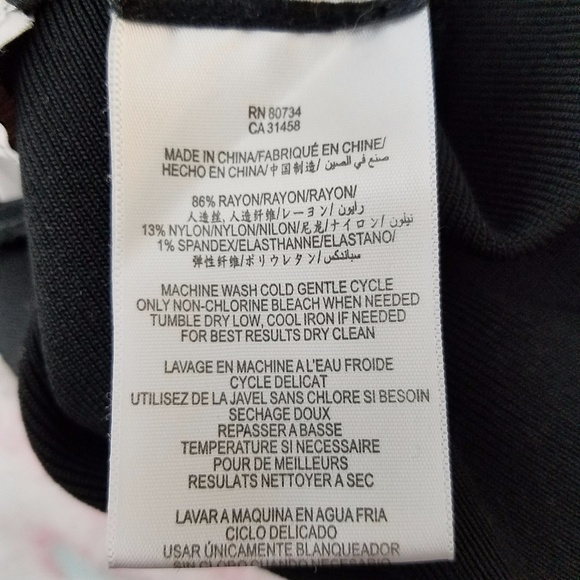 RN 80734
CA 31458
MADE IN CHINA/FABRIQUÉ EN CHINE/
HECHO EN CHINA/中国制造/ صنع في الصين
86% RAYON/RAYON/RAYON/
人造丝, 人造纤维/レーヨン/ رايون/
13% NYLON/NYLON/NILON/尼龙/ナイロン/ نيلون/
1% SPANDEX/ELASTHANNE/ELASTANO/
弹性纤维/ポリウレタン/ سباندكس
MACHINE WASH COLD GENTLE CYCLE
ONLY NON-CHLORINE BLEACH WHEN NEEDED
TUMBLE DRY LOW, COOL IRON IF NEEDED
FOR BEST RESULTS DRY CLEAN
LAVAGE EN MACHINE A L'EAU FROIDE
CYCLE DELICAT
UTILISEZ DE LA JAVEL SANS CHLORE SI BESOIN
SECHAGE DOUX
REPASSER A BASSE
TEMPERATURE SI NECESSAIRE
POUR DE MEILLEURS
RESULATS NETTOYER A SEC
LAVAR A MAQUINA EN AGUA FRIA
CICLO DELICADO
USAR ÚNICAMENTE BLANQUEADOR
SIN CLORO CUANDO